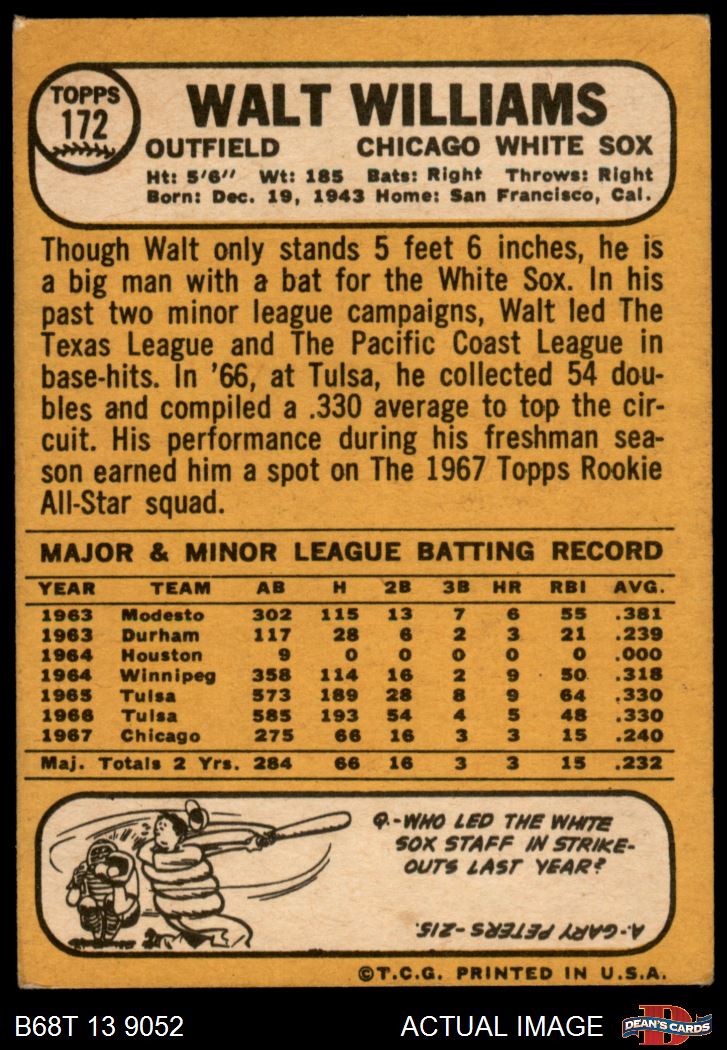 TOPPS
172
WALT WILLIAMS
OUTFIELD CHICAGO WHITE SOX
Ht: 5'6" Wt: 185 Bats: Right Throws: Right
Born: Dec. 19, 1943 Home: San Francisco, Cal.
Though Walt only stands 5 feet 6 inches, he is
a big man with a bat for the White Sox. In his
past two minor league campaigns, Walt led The
Texas League and The Pacific Coast League in
base-hits. In '66, at Tulsa, he collected 54 dou-
bles and compiled a .330 average to top the cir-
cuit. His performance during his freshman sea-
son earned him a spot on The 1967 Topps Rookie
All-Star squad.
MAJOR & MINOR LEAGUE BATTING RECORD
YEAR TEAM AB H 2B 3B HR RBI AVG.
1963 Modesto 302 115 13 7 6 55 .381
1963 Durham 117 28 6 2 3 21 .239
1964 Houston 9 0 0 0 0 0 .000
1964 Winnipeg 358 114 16 2 9 50 .318
1965 Tulsa 573 189 28 8 9 64 .330
1966 Tulsa 585 193 54 4 5 48 .330
1967 Chicago 275 66 16 3 3 15 .240
Maj. Totals 2 Yrs. 284 66 16 3 3 15 .232
Q.-WHO LED THE WHITE
SOX STAFF IN STRIKE-
OUTS LAST YEAR?
A.-GARY PETERS-215.
©T.C.G. PRINTED IN U.S.A.
B68T 13 9052 ACTUAL IMAGE
D
DEAN'S CARDS